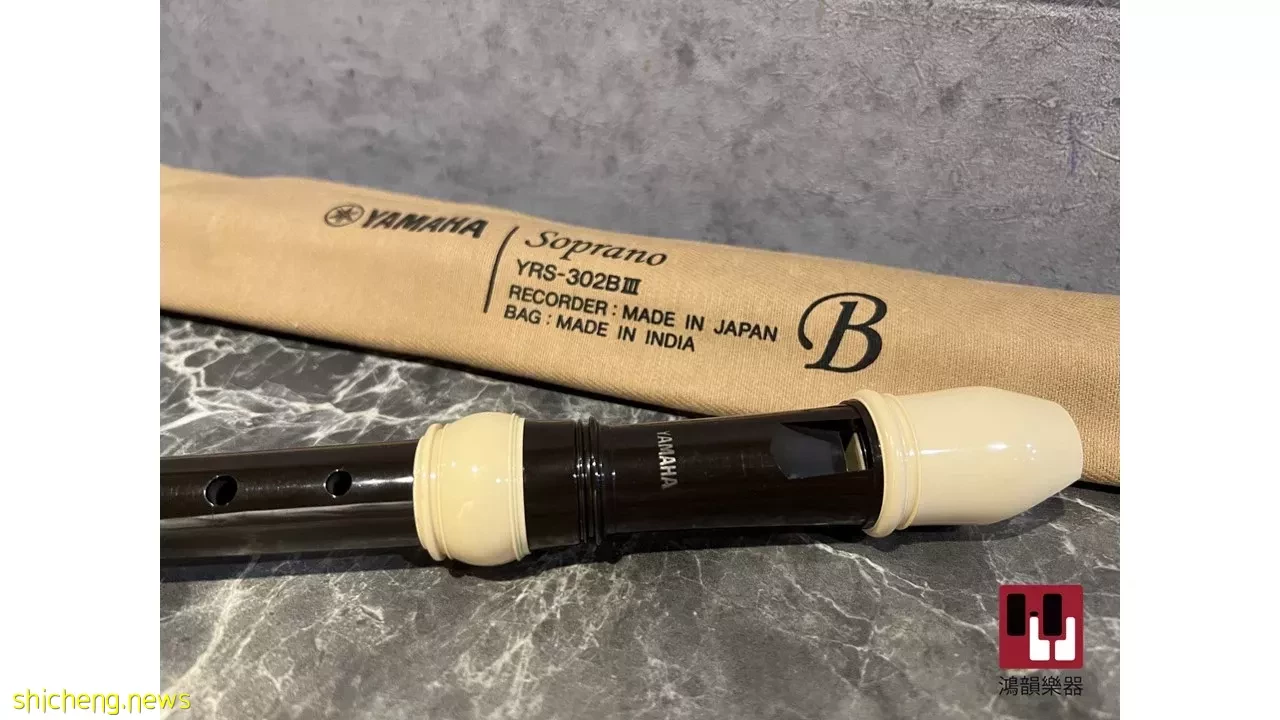 YAMAHA
Soprano
YRS-302BⅢ
RECORDER : MADE IN JAPAN
BAG : MADE IN INDIA
B
YAMAHA
鴻韻樂器
shicheng.news